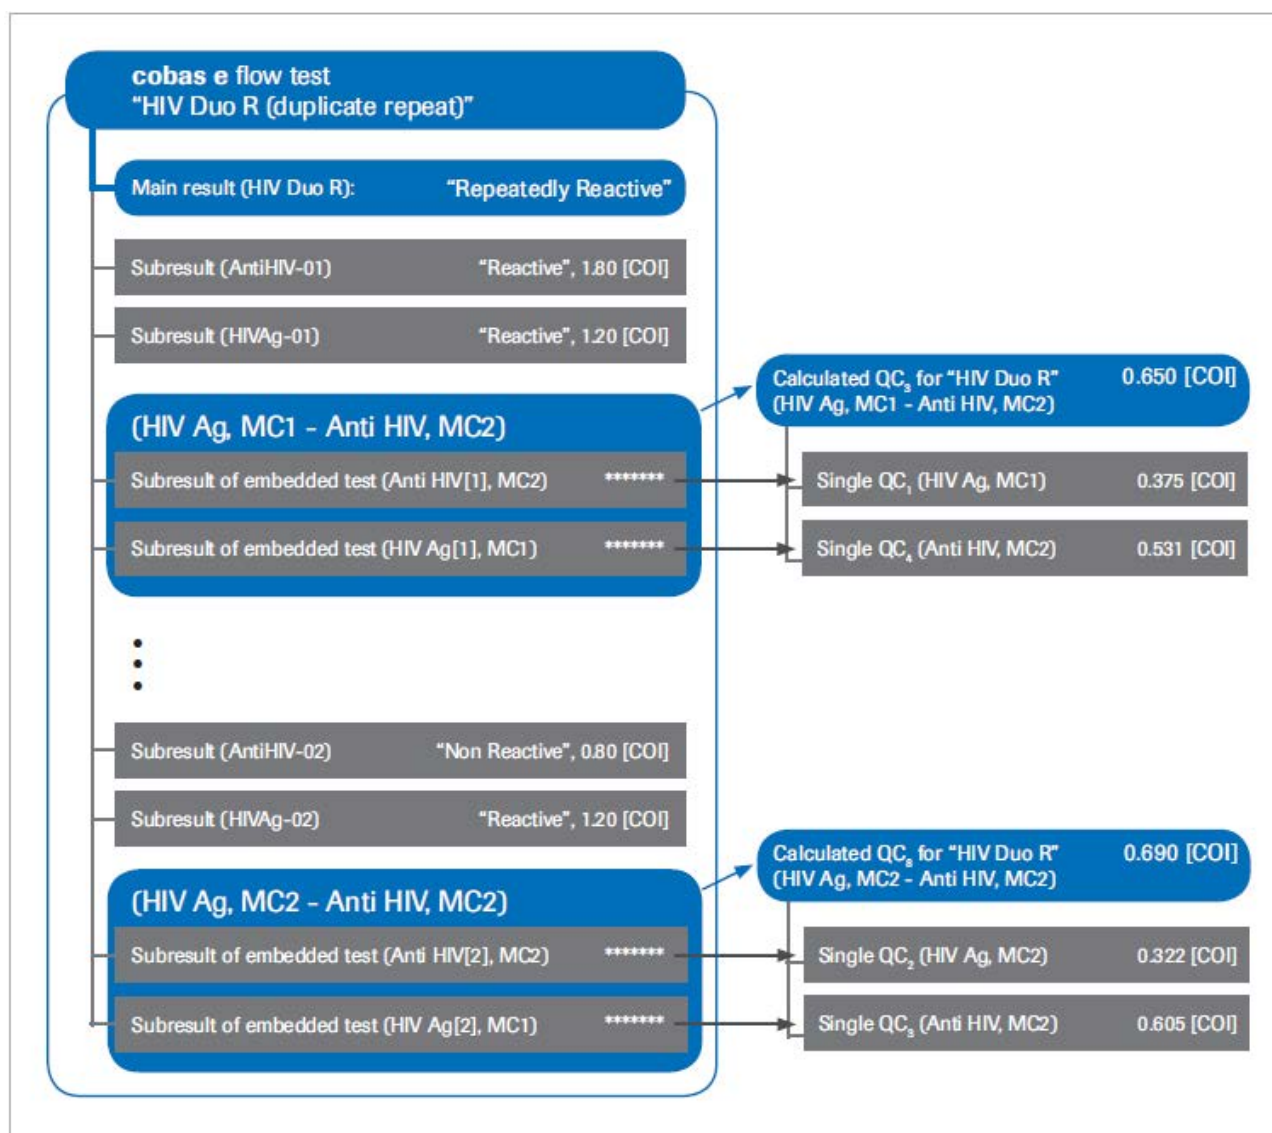 cobas e flow test
“HIV Duo R (duplicate repeat)”
Main result (HIV Duo R): “Repeatedly Reactive”
Subresult (AntiHIV-01) “Reactive”, 1.80 [COI]
Subresult (HIVAg-01) “Reactive”, 1.20 [COI]
(HIV Ag, MC1 - Anti HIV, MC2)
Subresult of embedded test (Anti HIV[1], MC2) *******
Subresult of embedded test (HIV Ag[1], MC1) *******
Calculated QC₃ for “HIV Duo R” 0.650 [COI]
(HIV Ag, MC1 - Anti HIV, MC2)
Single QC₁ (HIV Ag, MC1) 0.375 [COI]
Single QC₄ (Anti HIV, MC2) 0.531 [COI]
Subresult (AntiHIV-02) “Non Reactive”, 0.80 [COI]
Subresult (HIVAg-02) “Reactive”, 1.20 [COI]
(HIV Ag, MC2 - Anti HIV, MC2)
Subresult of embedded test (Anti HIV[2], MC2) *******
Subresult of embedded test (HIV Ag[2], MC1) *******
Calculated QC₈ for “HIV Duo R” 0.690 [COI]
(HIV Ag, MC2 - Anti HIV, MC2)
Single QC₂ (HIV Ag, MC2) 0.322 [COI]
Single QC₃ (Anti HIV, MC2) 0.605 [COI]